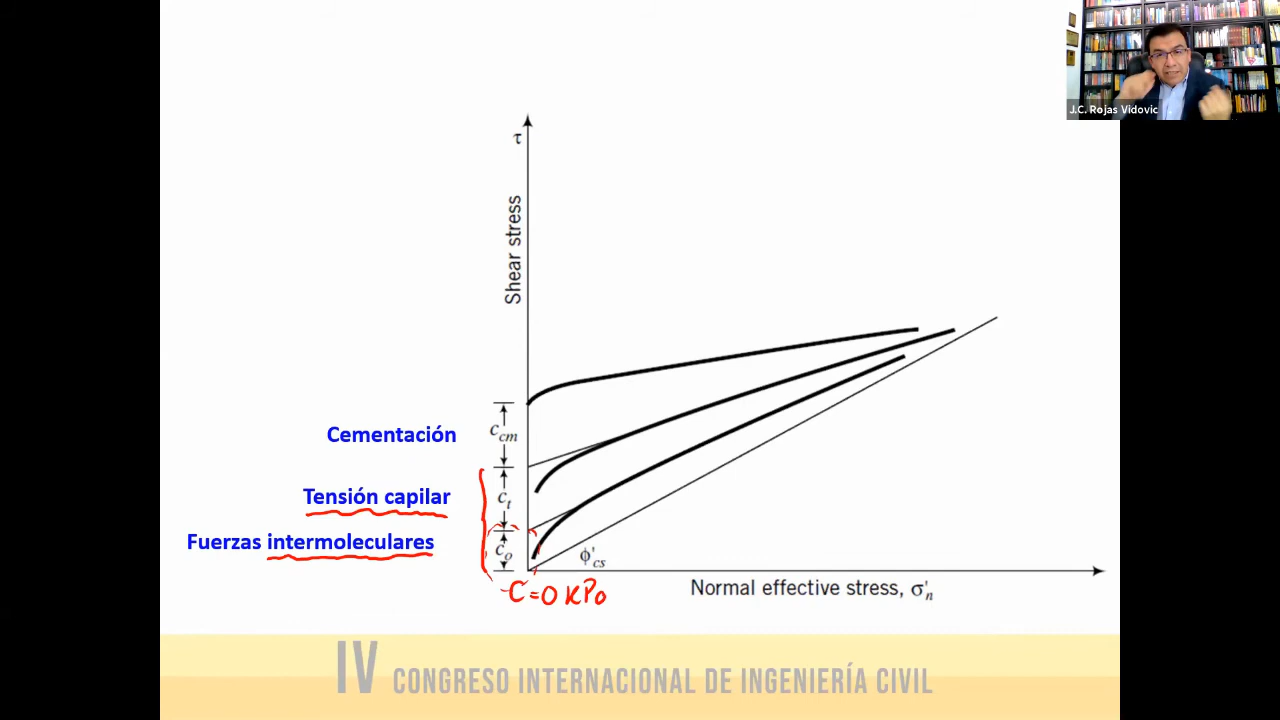 J.C. Rojas Vidovic
τ
Shear stress
Cementación
c_cm
Tensión capilar
c_t
Fuerzas intermoleculares
c_o
ϕ'_cs
C=0 KPa
Normal effective stress, σ'_n
IV CONGRESO INTERNACIONAL DE INGENIERÍA CIVIL